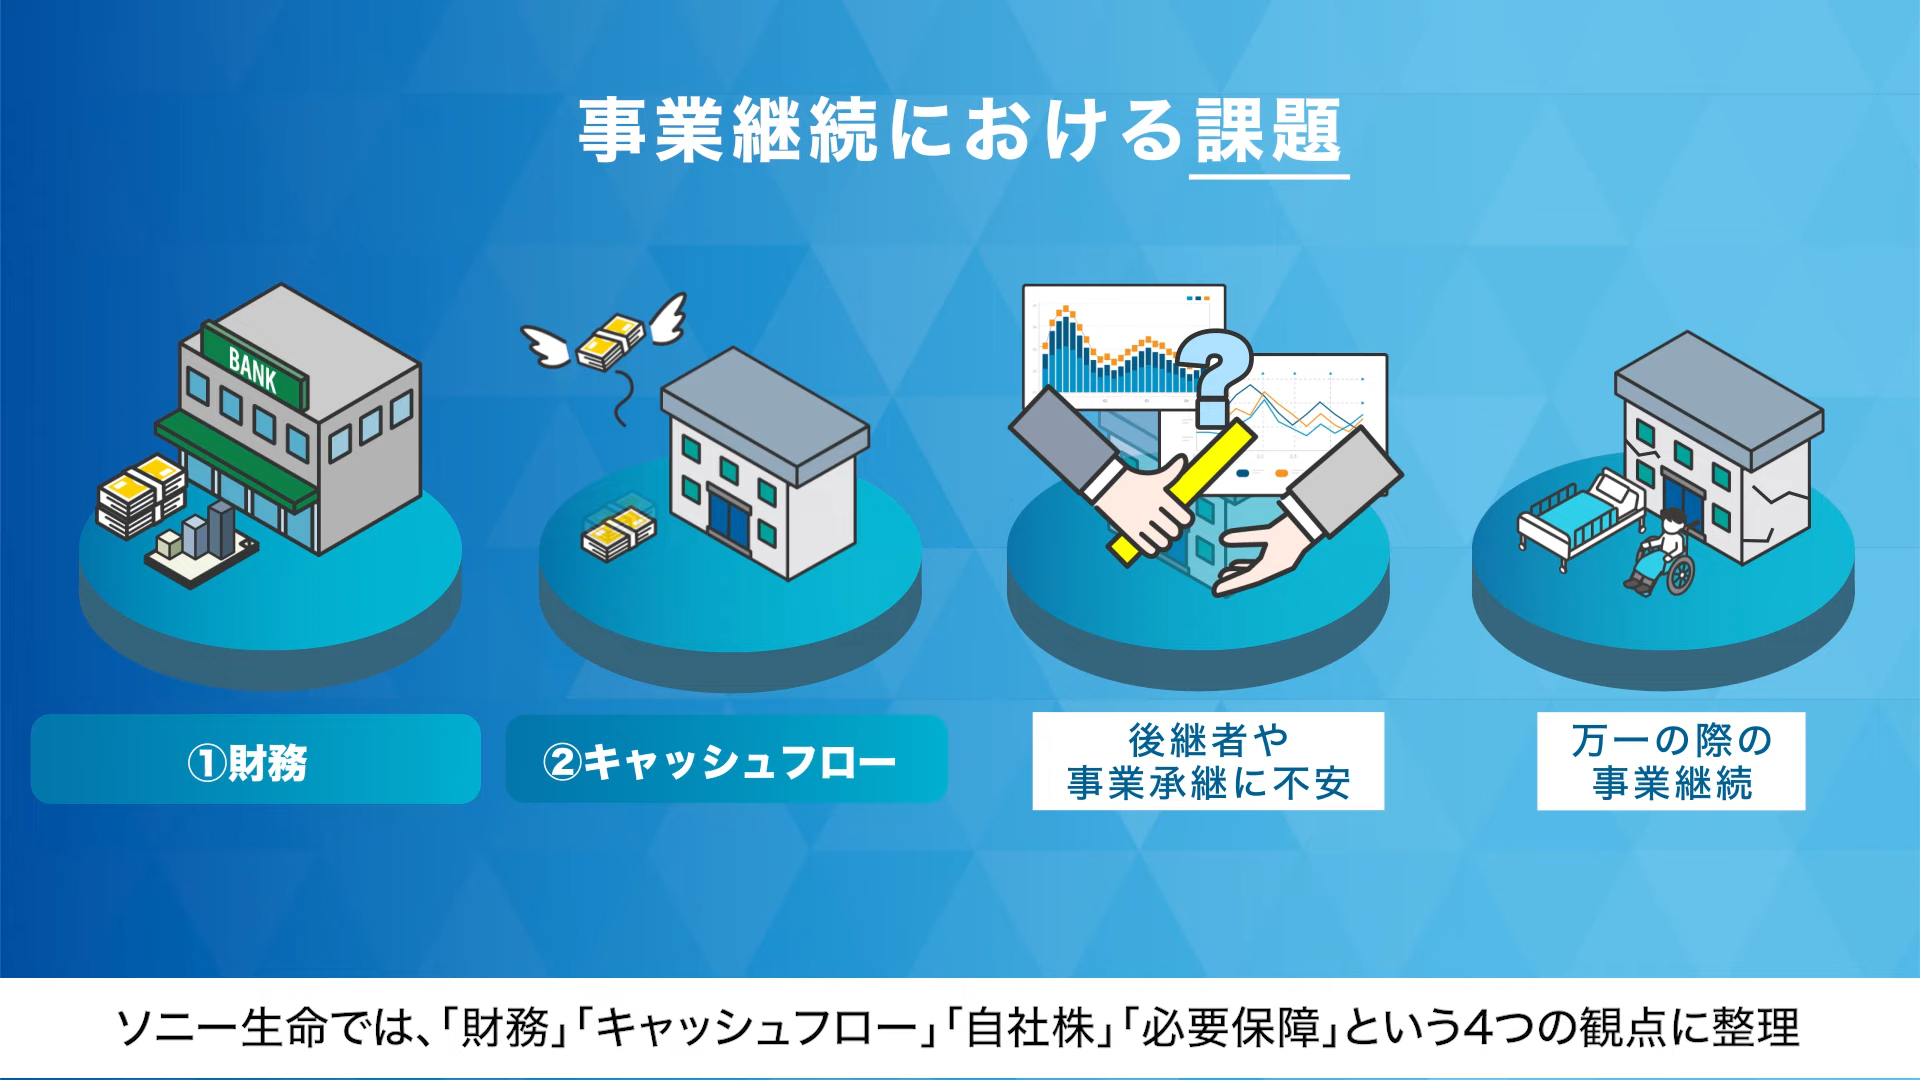 事業継続における課題
BANK
?
①財務
②キャッシュフロー
後継者や
事業承継に不安
万一の際の
事業継続
ソニー生命では、「財務」「キャッシュフロー」「自社株」「必要保障」という4つの観点に整理